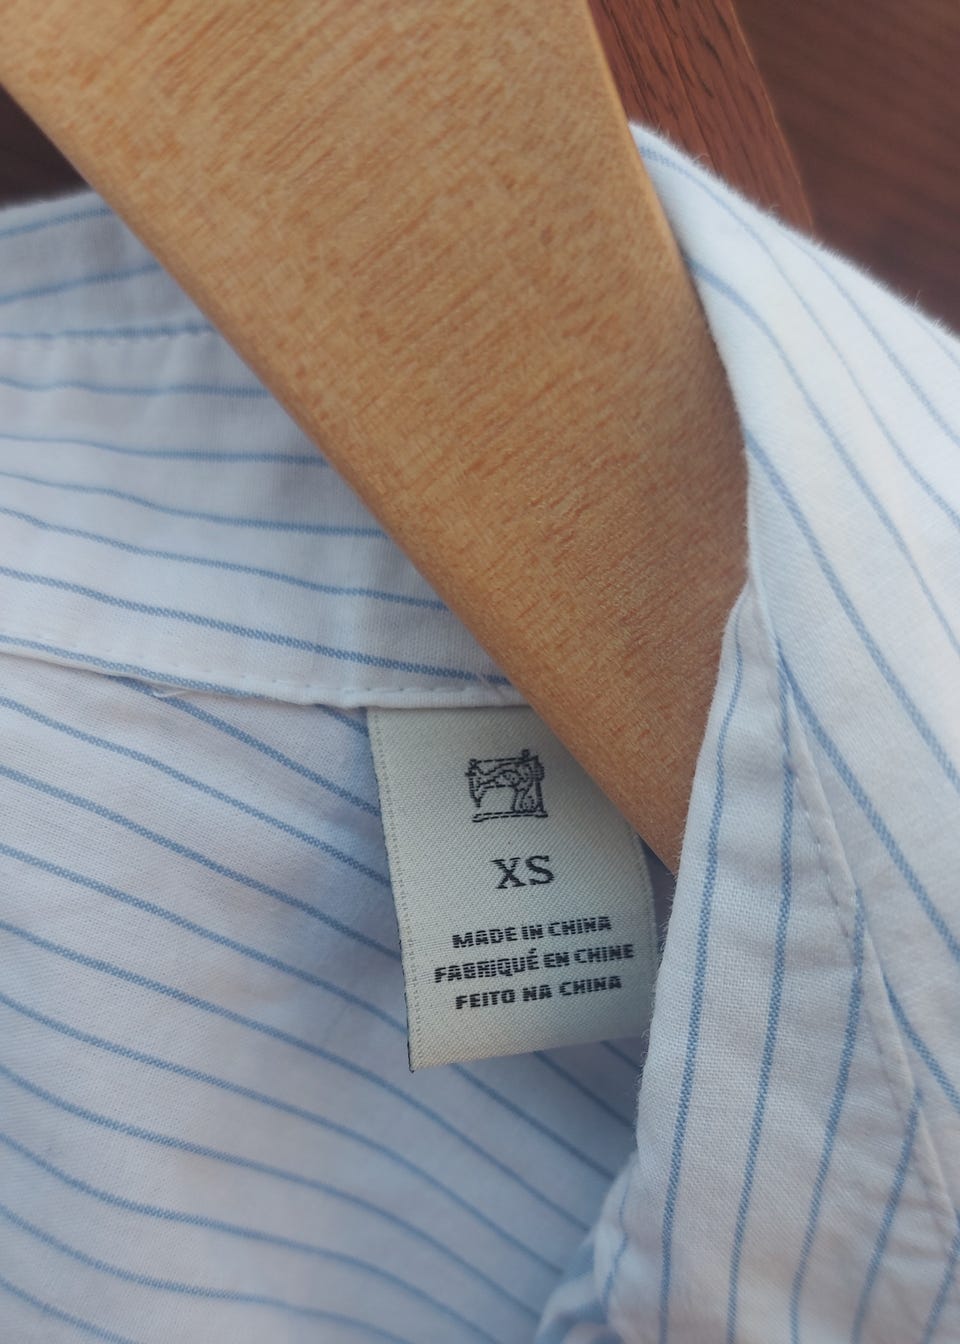 XS
MADE IN CHINA
FABRIQUÉ EN CHINE
FEITO NA CHINA